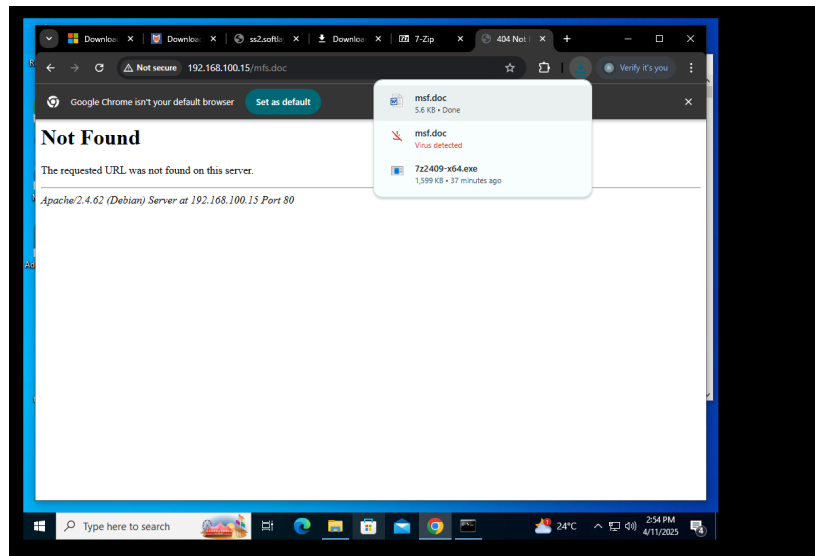 Downloa
Downloa
ss2.softla
Downloa
7-Zip
404 Not
Not secure
192.168.100.15/mfs.doc
Verify it's you
Google Chrome isn't your default browser
Set as default
msf.doc
5.6 KB • Done
msf.doc
Virus detected
7z2409-x64.exe
1,599 KB • 37 minutes ago
Not Found
The requested URL was not found on this server.
Apache/2.4.62 (Debian) Server at 192.168.100.15 Port 80
Type here to search
24°C
2:54 PM
4/11/2025
4